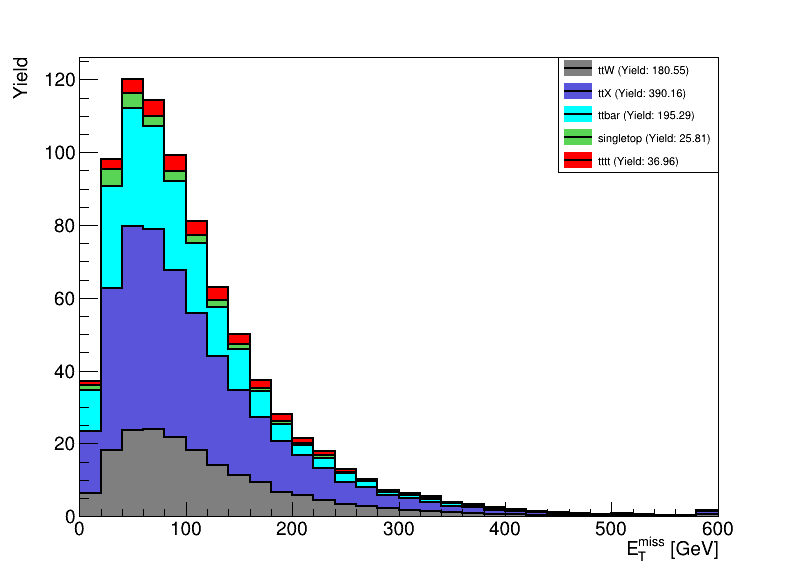 Yield
120
100
80
60
40
20
0
0 100 200 300 400 500 600
E_T^miss [GeV]
ttW (Yield: 180.55)
ttX (Yield: 390.16)
ttbar (Yield: 195.29)
singletop (Yield: 25.81)
tttt (Yield: 36.96)